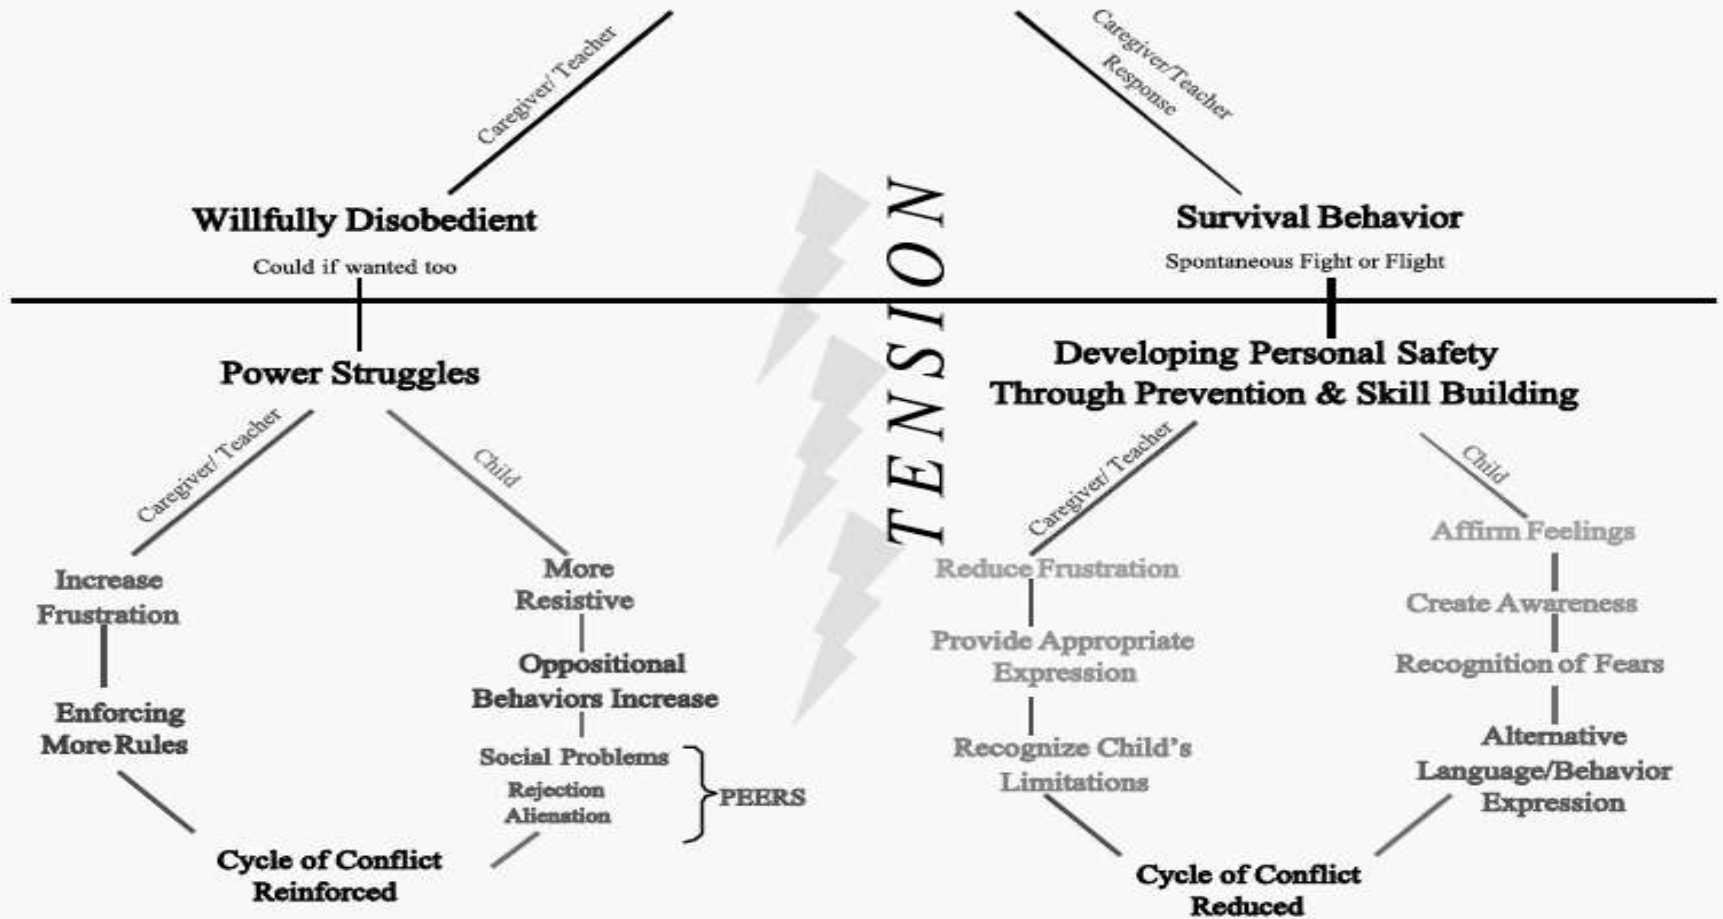 Caregiver/ Teacher
Willfully Disobedient
Could if wanted too
Power Struggles
Caregiver/ Teacher
Child
Increase
Frustration
Enforcing
More Rules
More
Resistive
Oppositional
Behaviors Increase
Social Problems
Rejection
Alienation
PEERS
Cycle of Conflict
Reinforced
TENSION
Caregiver/Teacher
Response
Survival Behavior
Spontaneous Fight or Flight
Developing Personal Safety
Through Prevention & Skill Building
Caregiver/ Teacher
Child
Reduce Frustration
Provide Appropriate
Expression
Recognize Child's
Limitations
Affirm Feelings
Create Awareness
Recognition of Fears
Alternative
Language/Behavior
Expression
Cycle of Conflict
Reduced